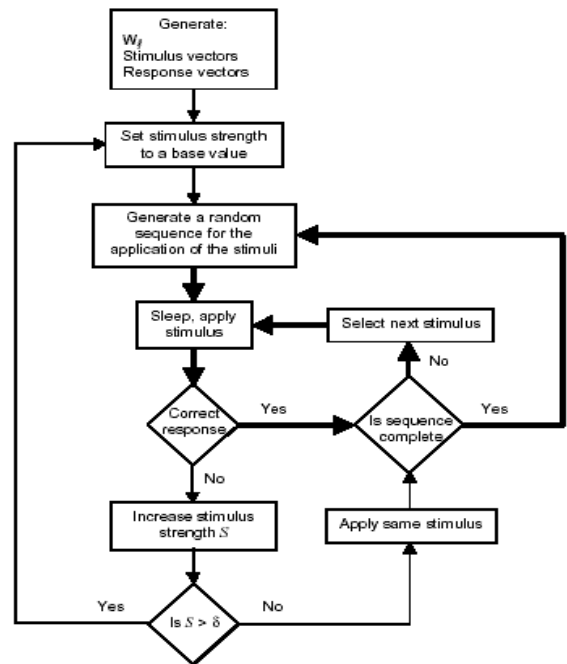 Generate:
Wij
Stimulus vectors
Response vectors
Set stimulus strength
to a base value
Generate a random
sequence for the
application of the stimuli
Sleep, apply
stimulus
Select next stimulus
No
Correct
response
Yes
Is sequence
complete
Yes
No
Increase stimulus
strength S
Apply same stimulus
Yes
Is S > δ
No